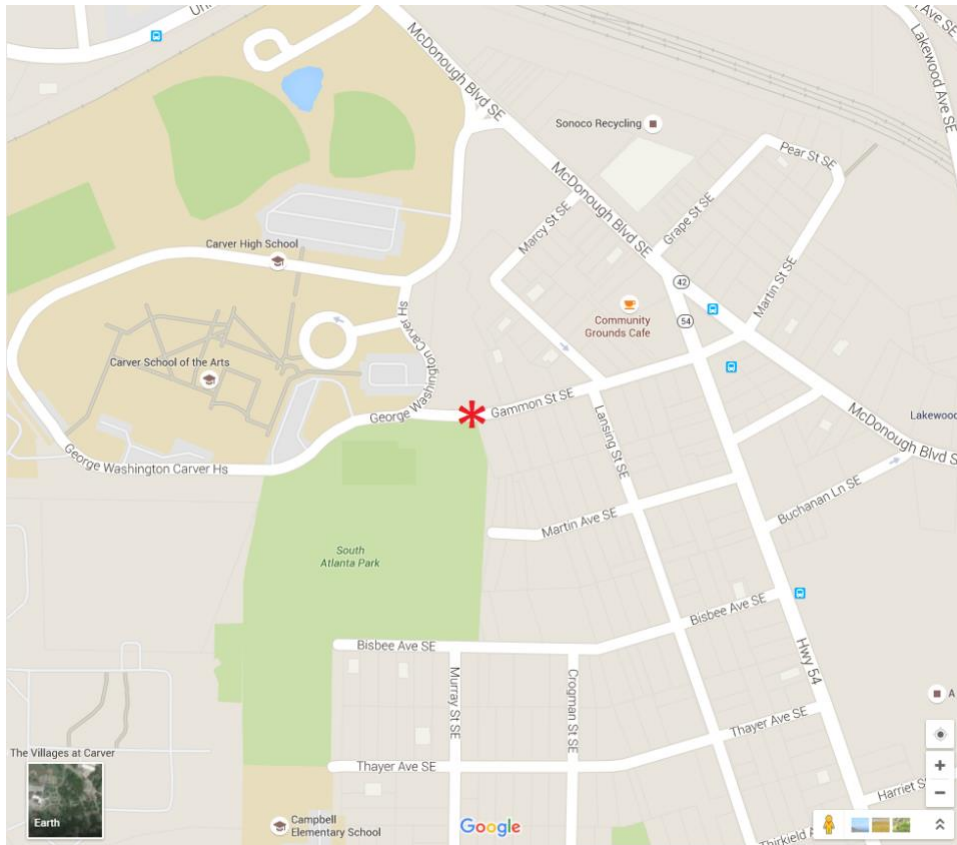 Un
Ave SE
McDonough Blvd SE
Lakewood Ave SE
Sonoco Recycling
Pear St SE
McDonough Blvd SE
Grape St SE
Marcy St SE
Carver High School
Martin St SE
42
54
Community
Grounds Cafe
George Washington Carver Hs
Carver School of the Arts
Gammon St SE
Lansing St SE
McDonough Blvd S
Lakewood
George Washington Carver Hs
Buchanan Ln SE
Martin Ave SE
South
Atlanta Park
Bisbee Ave SE
Bisbee Ave SE
Hwy 54
Murray St SE
Crogman St SE
A
Thayer Ave SE
The Villages at Carver
Thayer Ave SE
Harriet S
Earth
Campbell
Elementary School
Google
Thirkield A